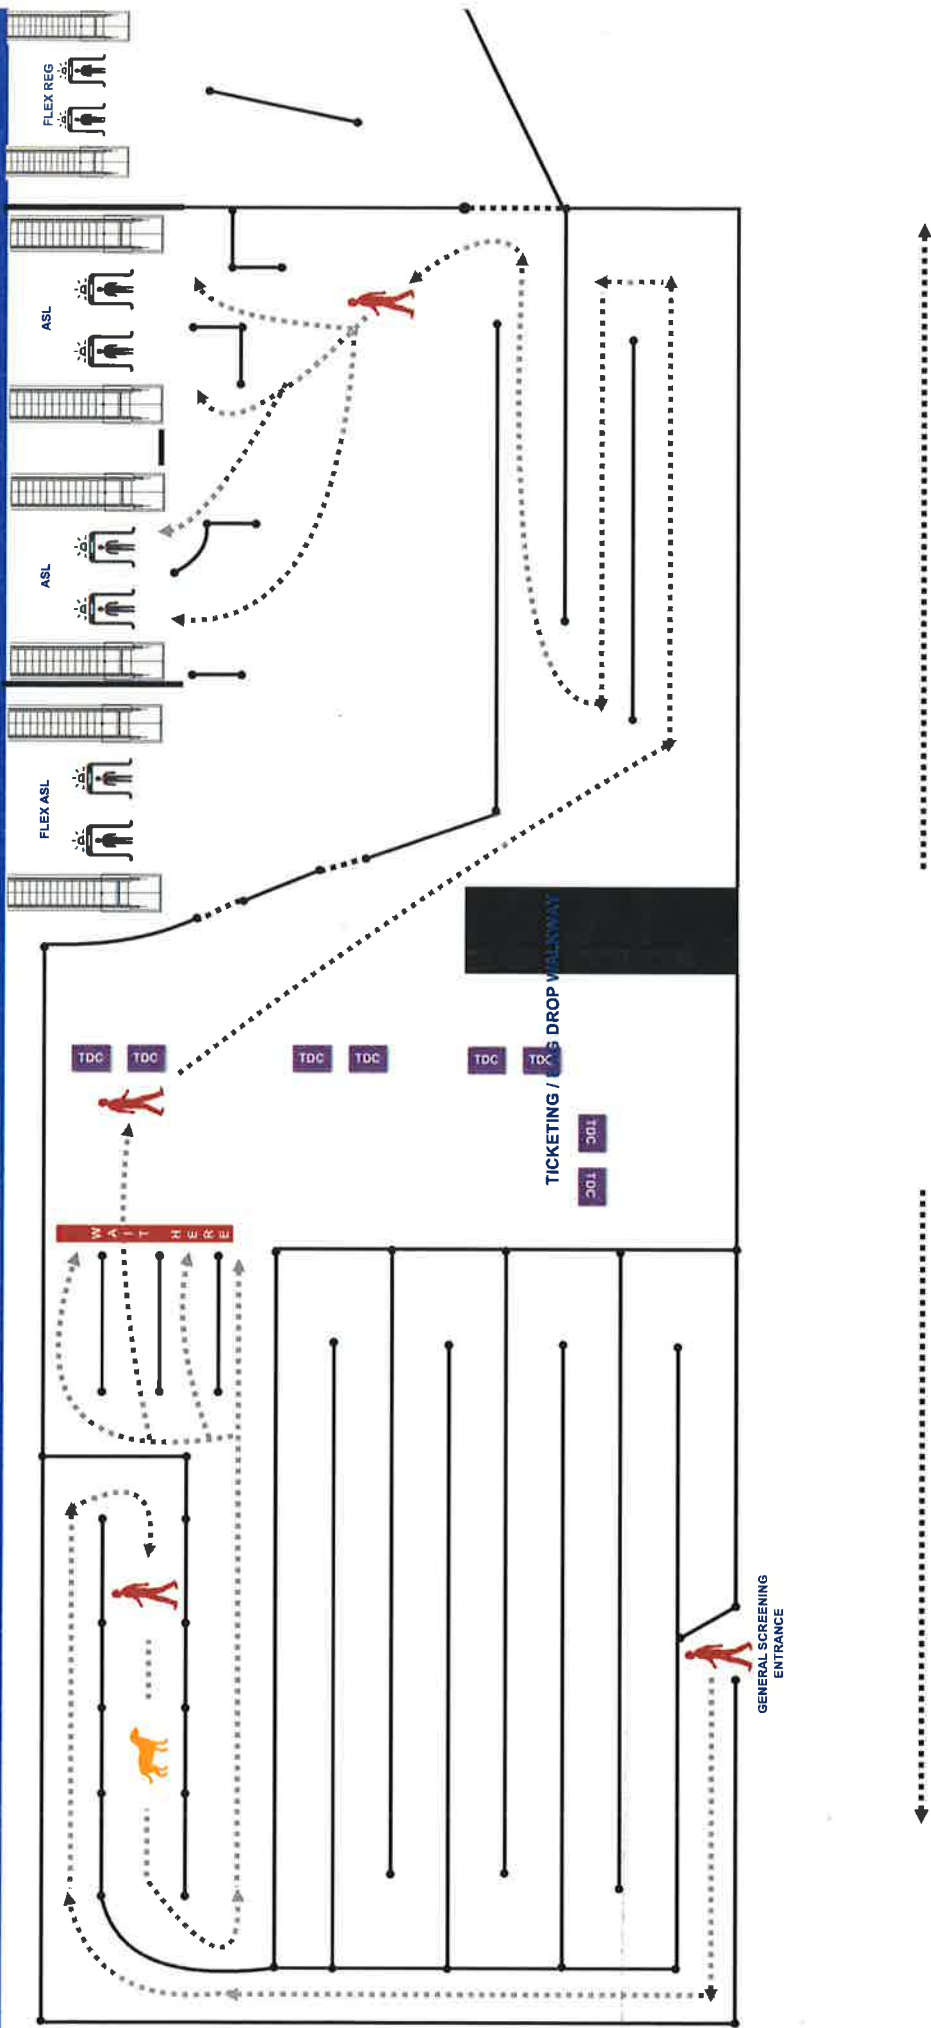 FLEX REG
ASL
ASL
FLEX ASL
TICKETING / BAG DROP WALKWAY
TDC
TDC
TDC
TDC
TDC
TDC
TDC
TDC
WAIT HERE
GENERAL SCREENING
ENTRANCE